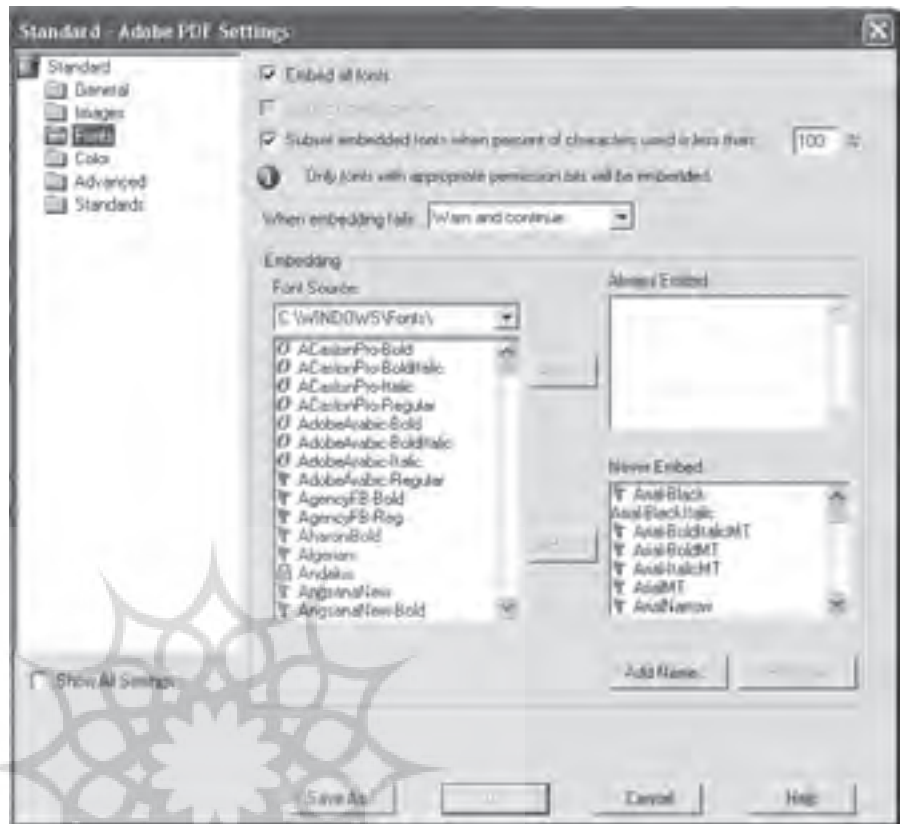 Standard - Adobe PDF Settings
Standard
General
Images
Fonts
Color
Advanced
Standards
Show All Settings
Embed all fonts
Subset embedded fonts when percent of characters used is less than: 100 %
Only fonts with appropriate permission bits will be embedded.
When embedding fails: Warn and continue
Embedding
Font Source:
C:\WINDOWS\Fonts\
ACaslonPro-Bold
ACaslonPro-BoldItalic
ACaslonPro-Italic
ACaslonPro-Regular
AdobeArabic-Bold
AdobeArabic-BoldItalic
AdobeArabic-Italic
AdobeArabic-Regular
AgencyFB-Bold
AgencyFB-Reg
AharoniBold
Algerian
Andalus
AngsanaNew
AngsanaNew-Bold
Always Embed
Never Embed
Arial-Black
Arial-Black,Italic
Arial-BoldItalicMT
Arial-BoldMT
Arial-ItalicMT
ArialMT
ArialNarrow
Add Name...
Save As
Cancel
Help